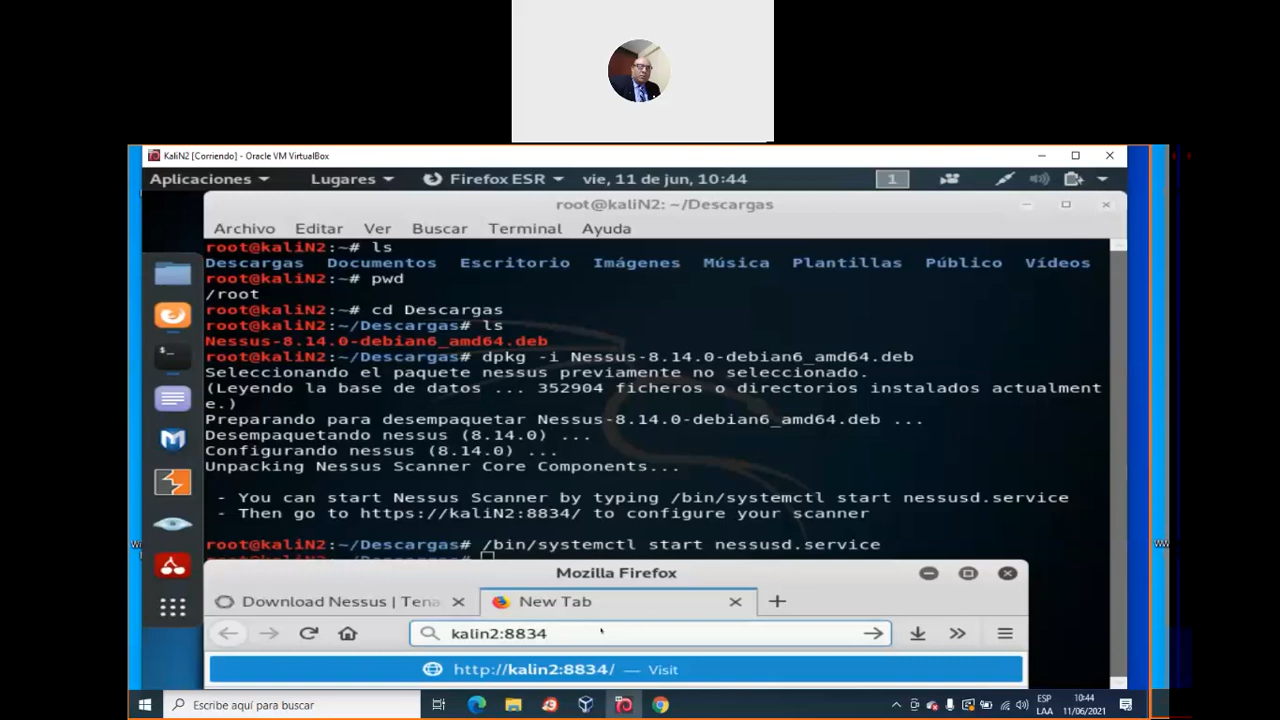 KaliN2 [Corriendo] - Oracle VM VirtualBox
Aplicaciones Lugares Firefox ESR vie, 11 de jun, 10:44 1
root@kaliN2: ~/Descargas
Archivo Editar Ver Buscar Terminal Ayuda
root@kaliN2:~# ls
Descargas Documentos Escritorio Imágenes Música Plantillas Público Vídeos
root@kaliN2:~# pwd
/root
root@kaliN2:~# cd Descargas
root@kaliN2:~/Descargas# ls
Nessus-8.14.0-debian6_amd64.deb
root@kaliN2:~/Descargas# dpkg -i Nessus-8.14.0-debian6_amd64.deb
Seleccionando el paquete nessus previamente no seleccionado.
(Leyendo la base de datos ... 352904 ficheros o directorios instalados actualment
e.)
Preparando para desempaquetar Nessus-8.14.0-debian6_amd64.deb ...
Desempaquetando nessus (8.14.0) ...
Configurando nessus (8.14.0) ...
Unpacking Nessus Scanner Core Components...
- You can start Nessus Scanner by typing /bin/systemctl start nessusd.service
- Then go to https://kaliN2:8834/ to configure your scanner
root@kaliN2:~/Descargas# /bin/systemctl start nessusd.service
Mozilla Firefox
Download Nessus | Tena New Tab
kalin2:8834
http://kalin2:8834/ — Visit
Escribe aquí para buscar
ESP 10:44
LAA 11/06/2021